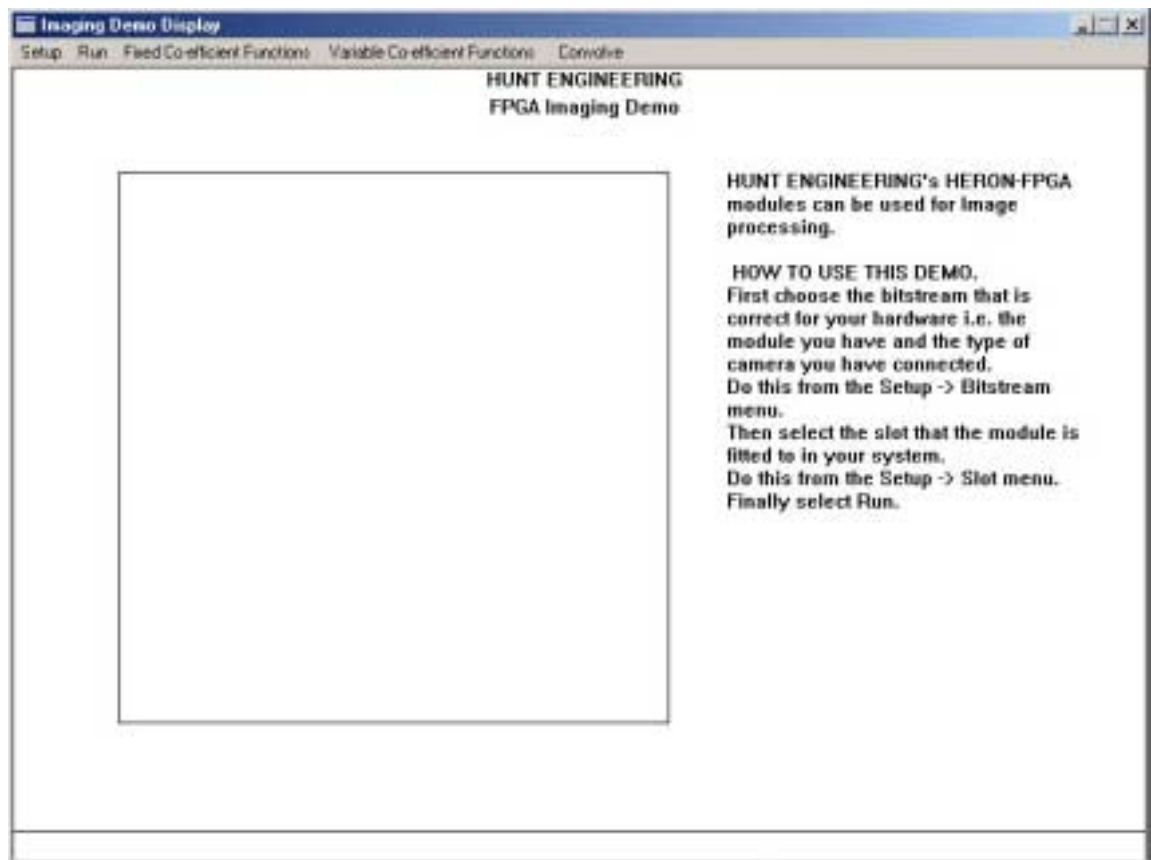 Imaging Demo Display
Setup Run Fixed Co-efficient Functions Variable Co-efficient Functions Convolve
HUNT ENGINEERING
FPGA Imaging Demo
HUNT ENGINEERING's HERON-FPGA
modules can be used for Image
processing.
HOW TO USE THIS DEMO.
First choose the bitstream that is
correct for your hardware i.e. the
module you have and the type of
camera you have connected.
Do this from the Setup -> Bitstream
menu.
Then select the slot that the module is
fitted to in your system.
Do this from the Setup -> Slot menu.
Finally select Run.